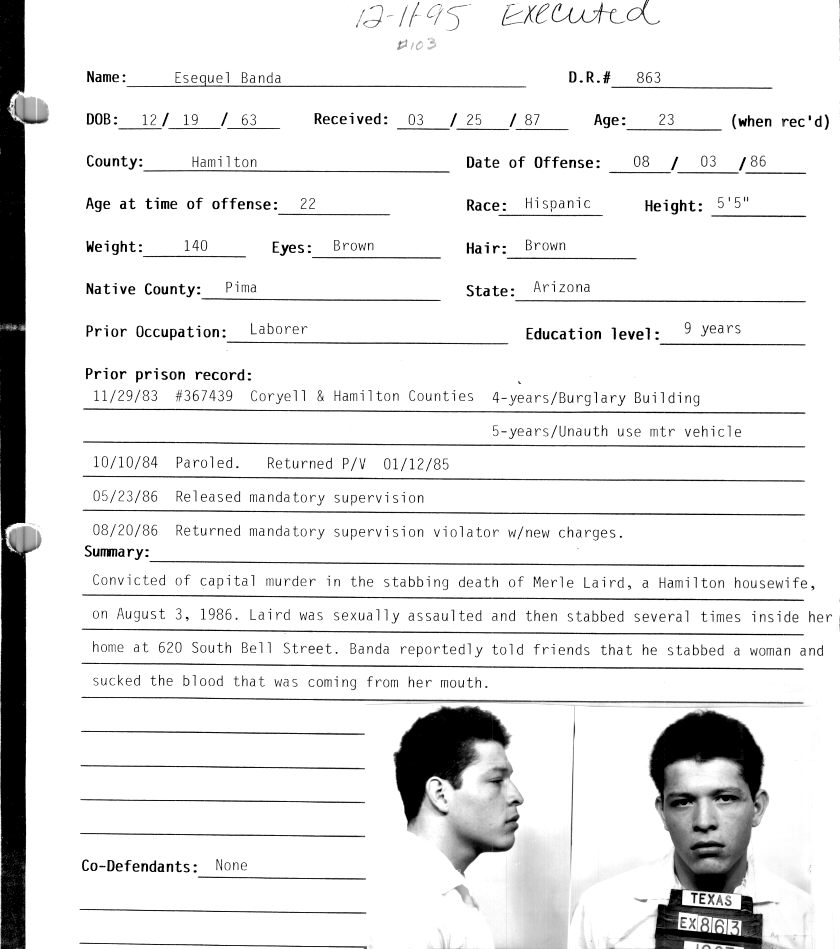 12-11-95 Executed
#103
Name: Esequel Banda D.R.# 863
DOB: 12 / 19 / 63 Received: 03 / 25 / 87 Age: 23 (when rec'd)
County: Hamilton Date of Offense: 08 / 03 / 86
Age at time of offense: 22 Race: Hispanic Height: 5'5"
Weight: 140 Eyes: Brown Hair: Brown
Native County: Pima State: Arizona
Prior Occupation: Laborer Education level: 9 years
Prior prison record:
11/29/83 #367439 Coryell & Hamilton Counties 4-years/Burglary Building
5-years/Unauth use mtr vehicle
10/10/84 Paroled. Returned P/V 01/12/85
05/23/86 Released mandatory supervision
08/20/86 Returned mandatory supervision violator w/new charges.
Summary:
Convicted of capital murder in the stabbing death of Merle Laird, a Hamilton housewife,
on August 3, 1986. Laird was sexually assaulted and then stabbed several times inside her
home at 620 South Bell Street. Banda reportedly told friends that he stabbed a woman and
sucked the blood that was coming from her mouth.
Co-Defendants: None
TEXAS
EX863